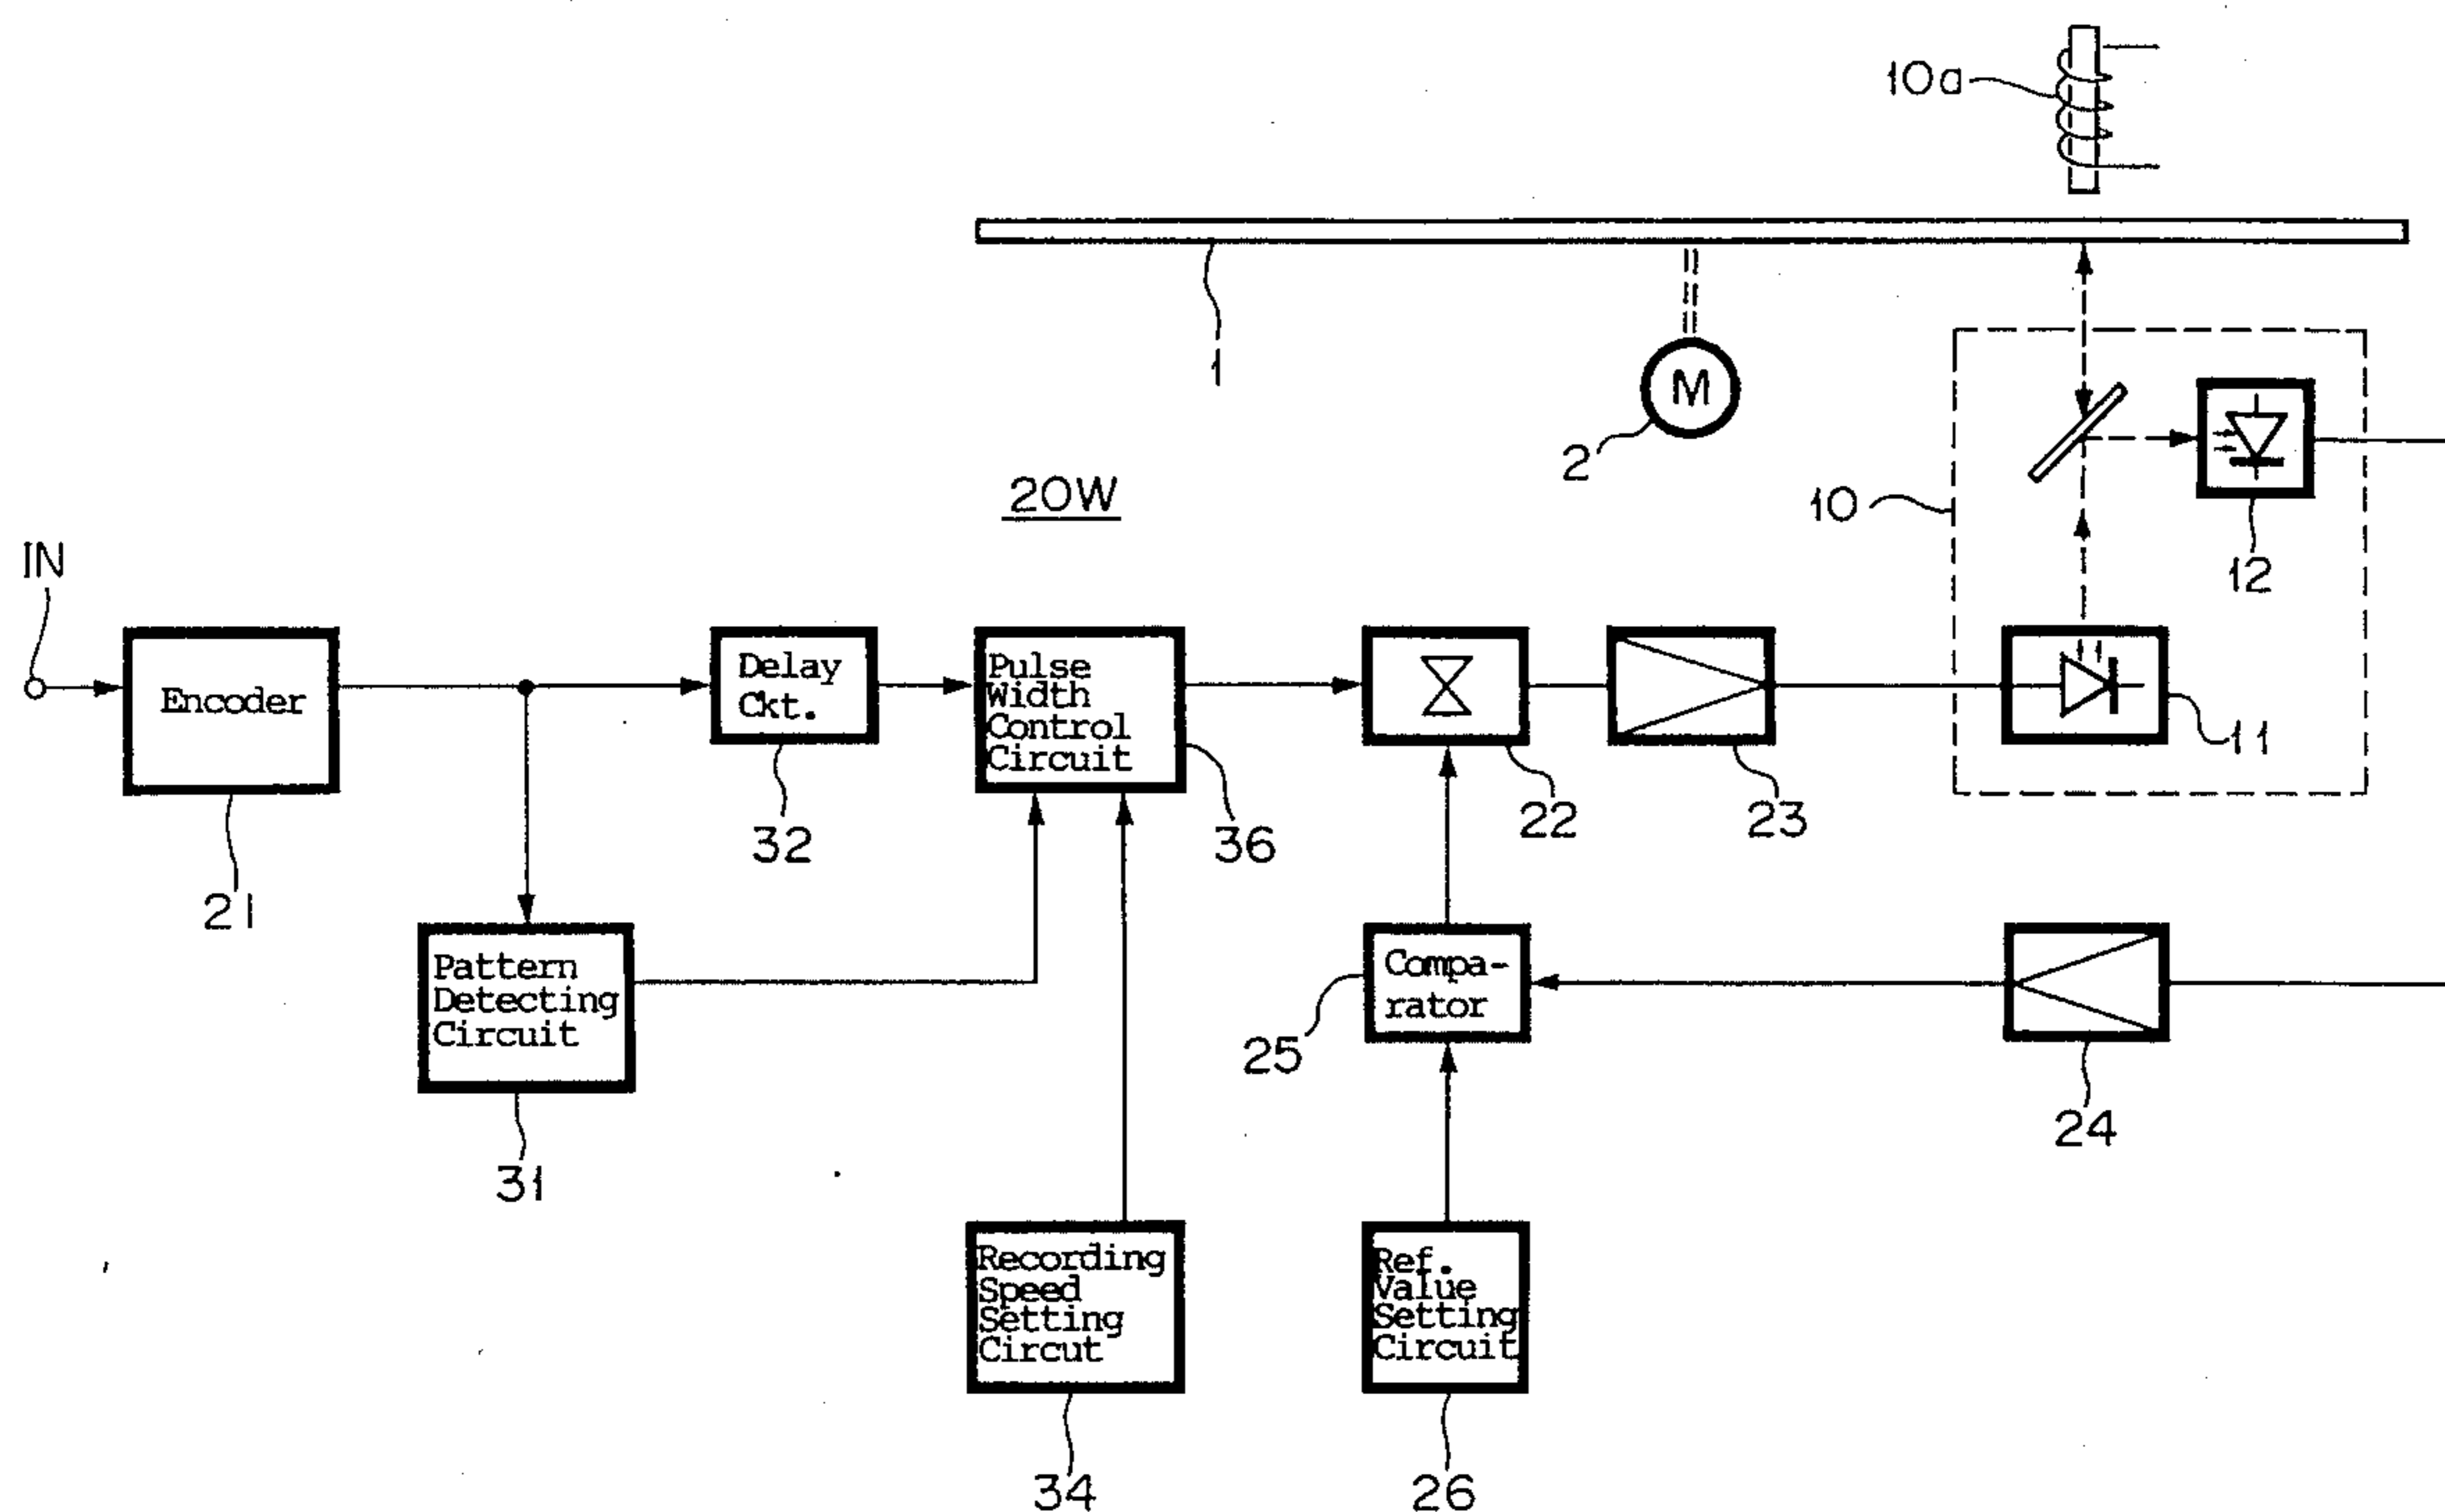 10a
1
M
2
20W
10
12
IN
Encoder
Delay
Ckt.
Pulse
Width
Control
Circuit
11
32
36
22
23
21
Pattern
Detecting
Circuit
Compa-
rator
25
24
31
Recording
Speed
Setting
Circut
Ref.
Value
Setting
Circuit
34
26